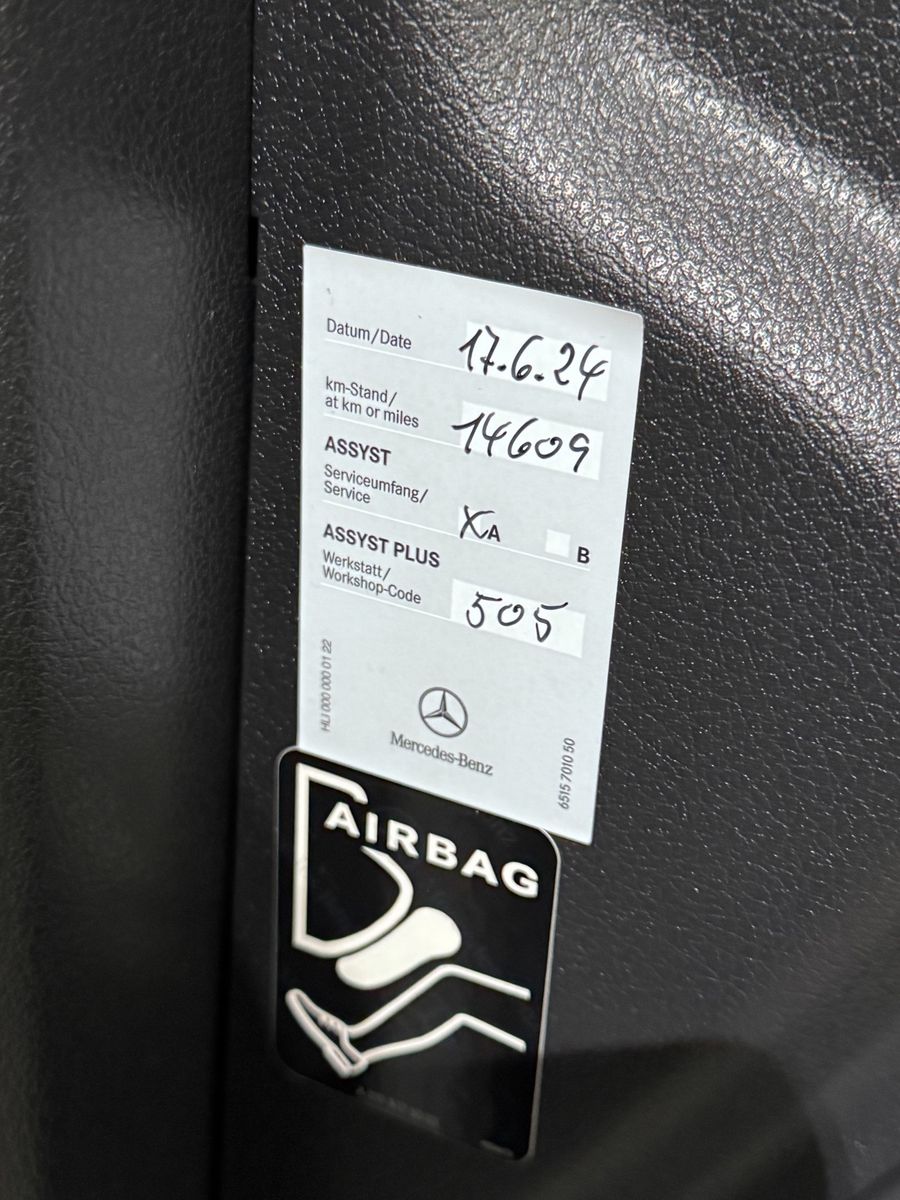 Datum/Date 17.6.24
km-Stand/
at km or miles 14609
ASSYST
Serviceumfang/
Service X A B
ASSYST PLUS
Werkstatt/
Workshop-Code 505
HLI 000 000 01 22
Mercedes-Benz
6515 7010 50
AIRBAG